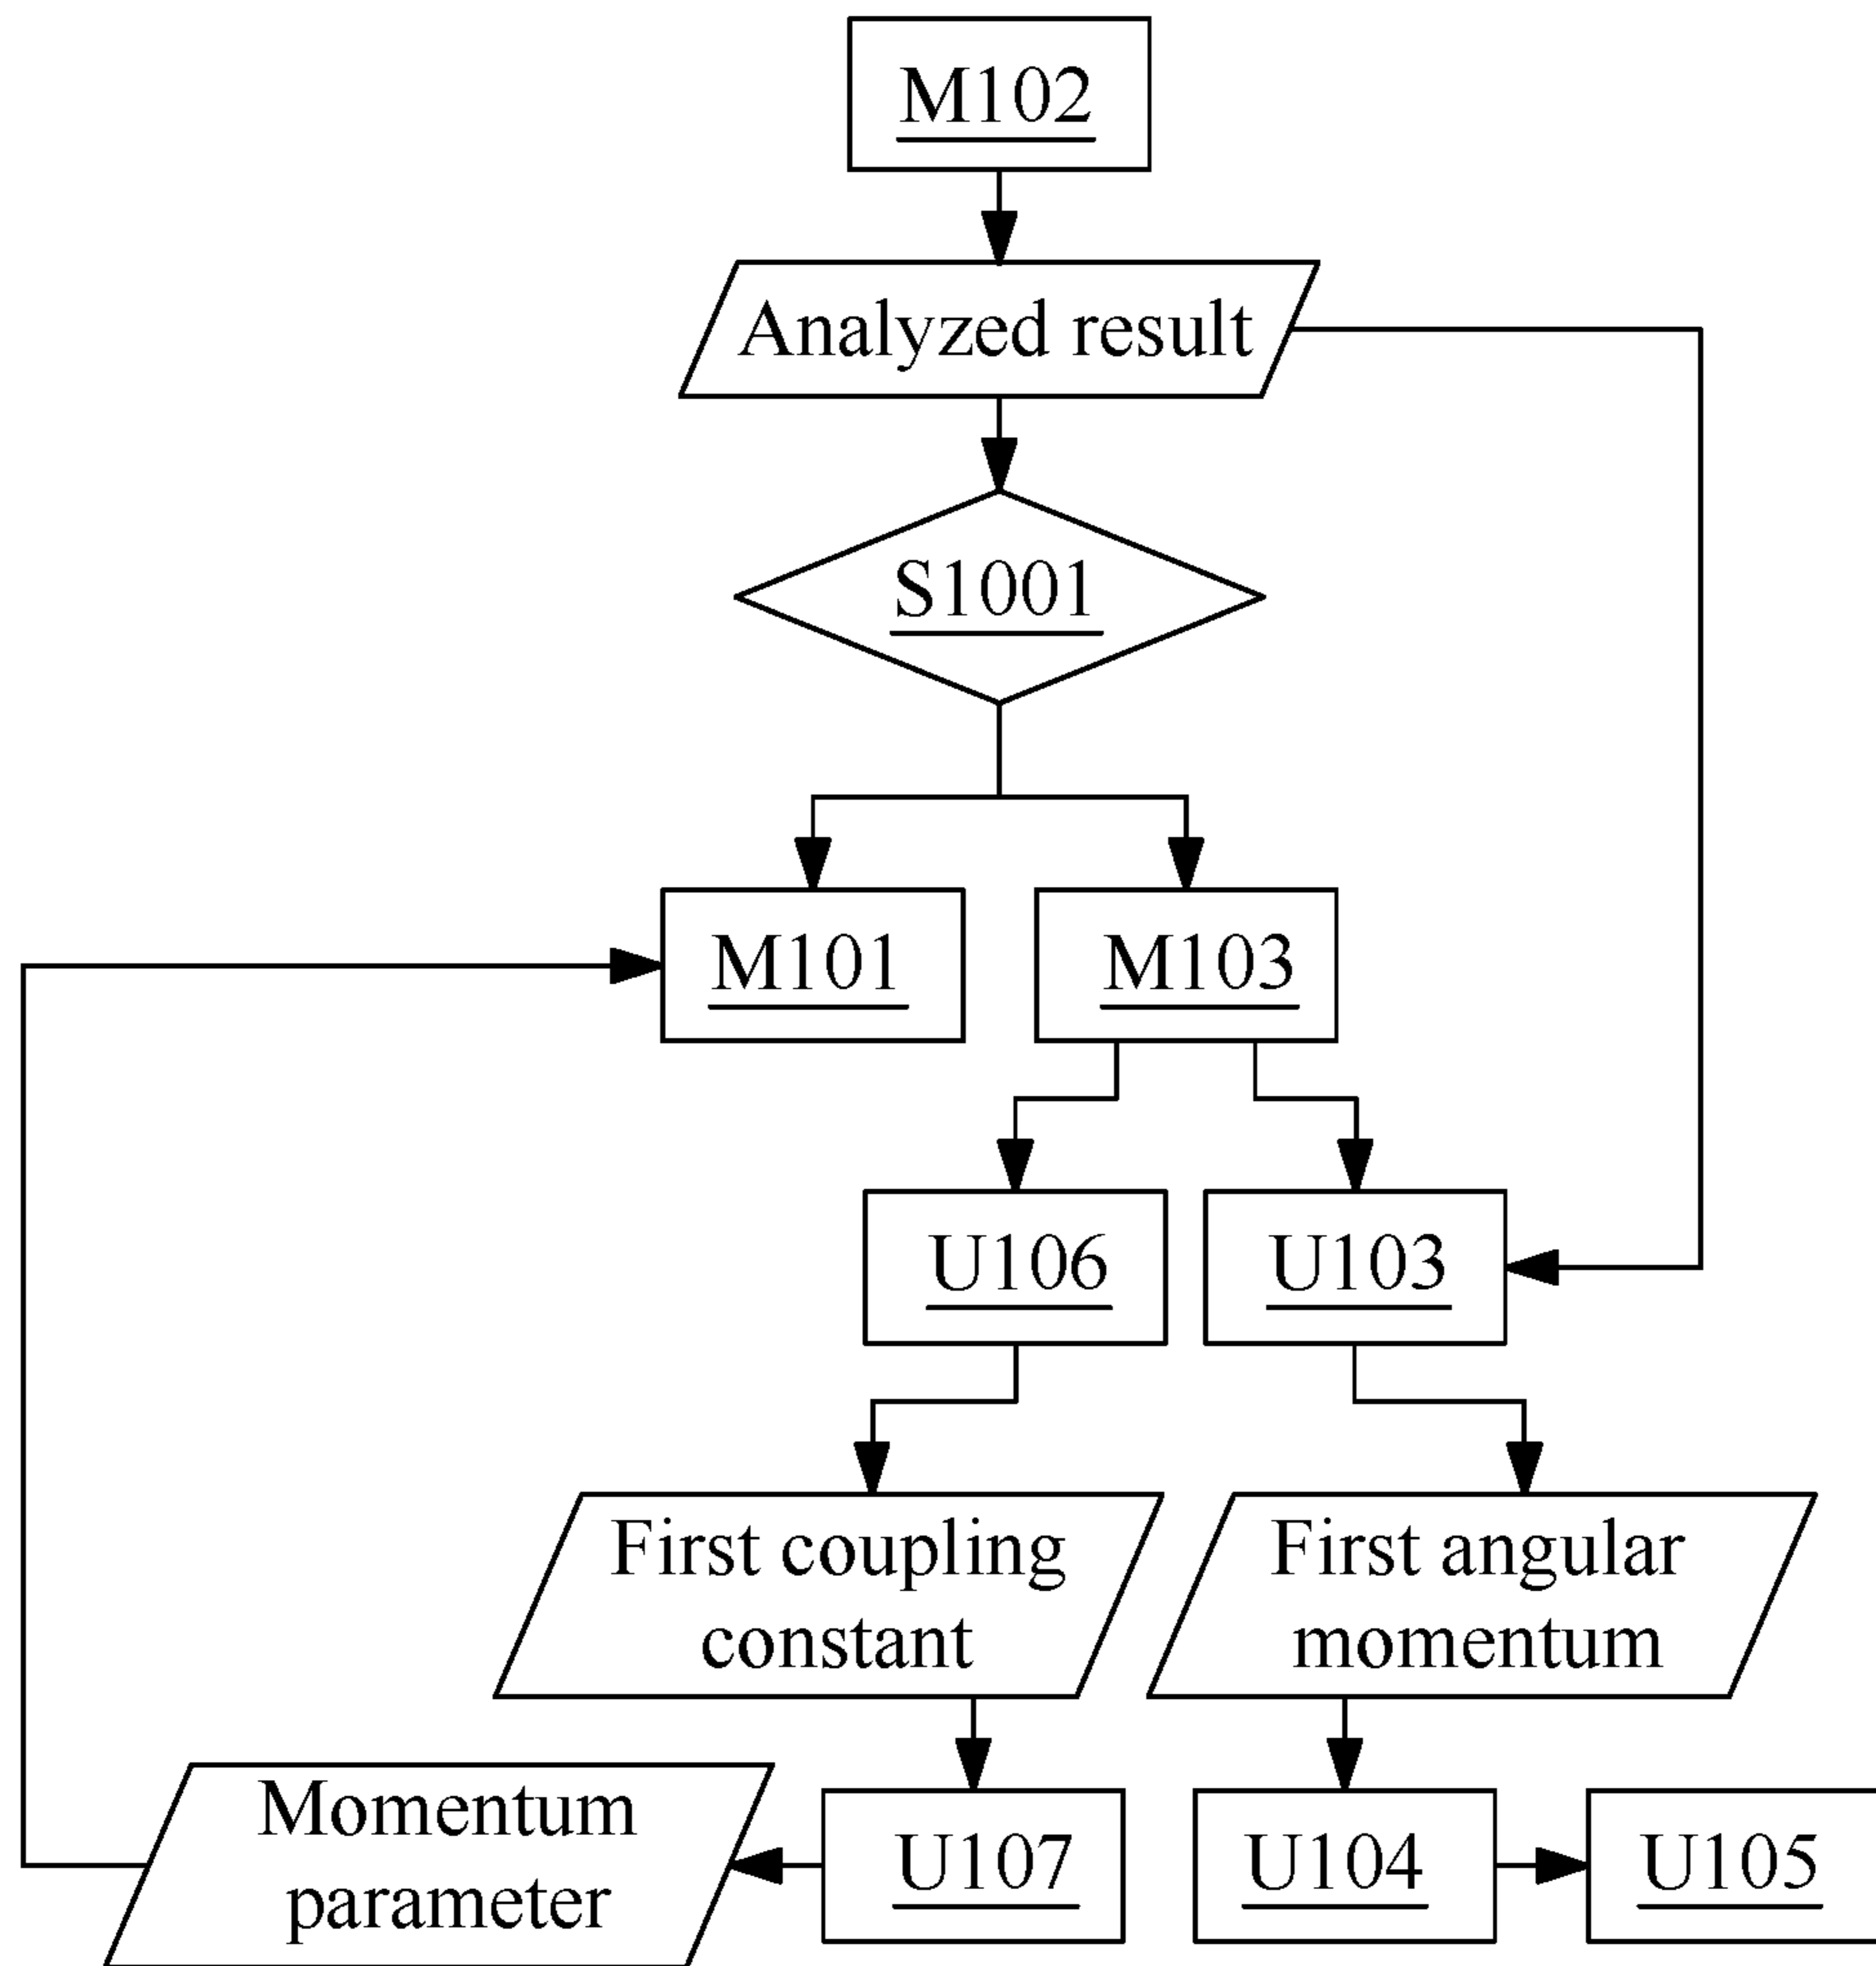 M102
Analyzed result
S1001
M101
M103
U106
U103
First coupling
constant
First angular
momentum
Momentum
parameter
U107
U104
U105